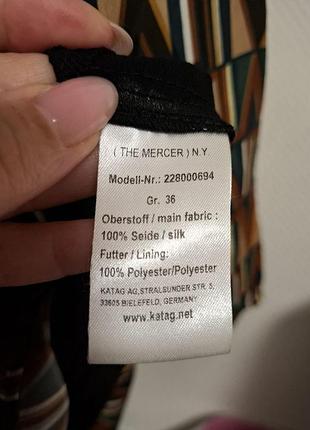 ( THE MERCER ) N.Y.
Modell-Nr.: 228000694
Gr. 36
Oberstoff / main fabric :
100% Seide / silk
Futter / Lining:
100% Polyester/Polyester
KATAG AG,STRALSUNDER STR. 5,
33605 BIELEFELD, GERMANY
www.katag.net